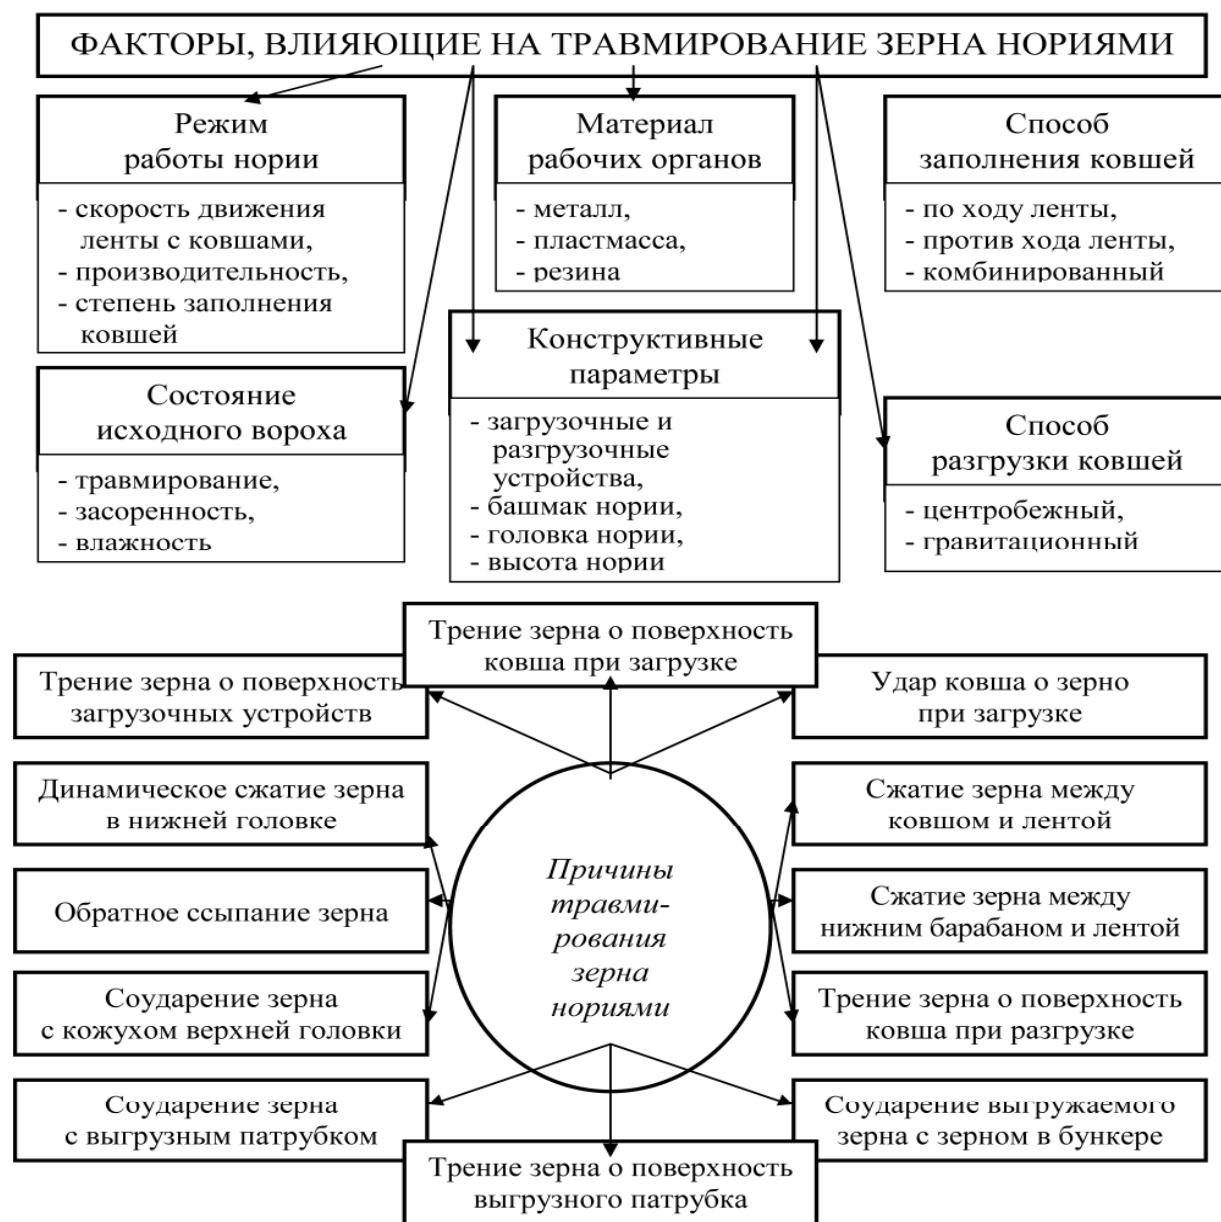 ФАКТОРЫ, ВЛИЯЮЩИЕ НА ТРАВМИРОВАНИЕ ЗЕРНА НОРИЯМИ
Режим
работы нории
- скорость движения
ленты с ковшами,
- производительность,
- степень заполнения
ковшей
Материал
рабочих органов
- металл,
- пластмасса,
- резина
Способ
заполнения ковшей
- по ходу ленты,
- против хода ленты,
- комбинированный
Состояние
исходного вороха
- травмирование,
- засоренность,
- влажность
Конструктивные
параметры
- загрузочные и
разгрузочные
устройства,
- башмак нории,
- головка нории,
- высота нории
Способ
разгрузки ковшей
- центробежный,
- гравитационный
Трение зерна о поверхность
ковша при загрузке
Трение зерна о поверхность
загрузочных устройств
Удар ковша о зерно
при загрузке
Динамическое сжатие зерна
в нижней головке
Сжатие зерна между
ковшом и лентой
Причины
травми-
рования
зерна
нориями
Обратное ссыпание зерна
Сжатие зерна между
нижним барабаном и лентой
Соударение зерна
с кожухом верхней головки
Трение зерна о поверхность
ковша при разгрузке
Соударение зерна
с выгрузным патрубком
Соударение выгружаемого
зерна с зерном в бункере
Трение зерна о поверхность
выгрузного патрубка